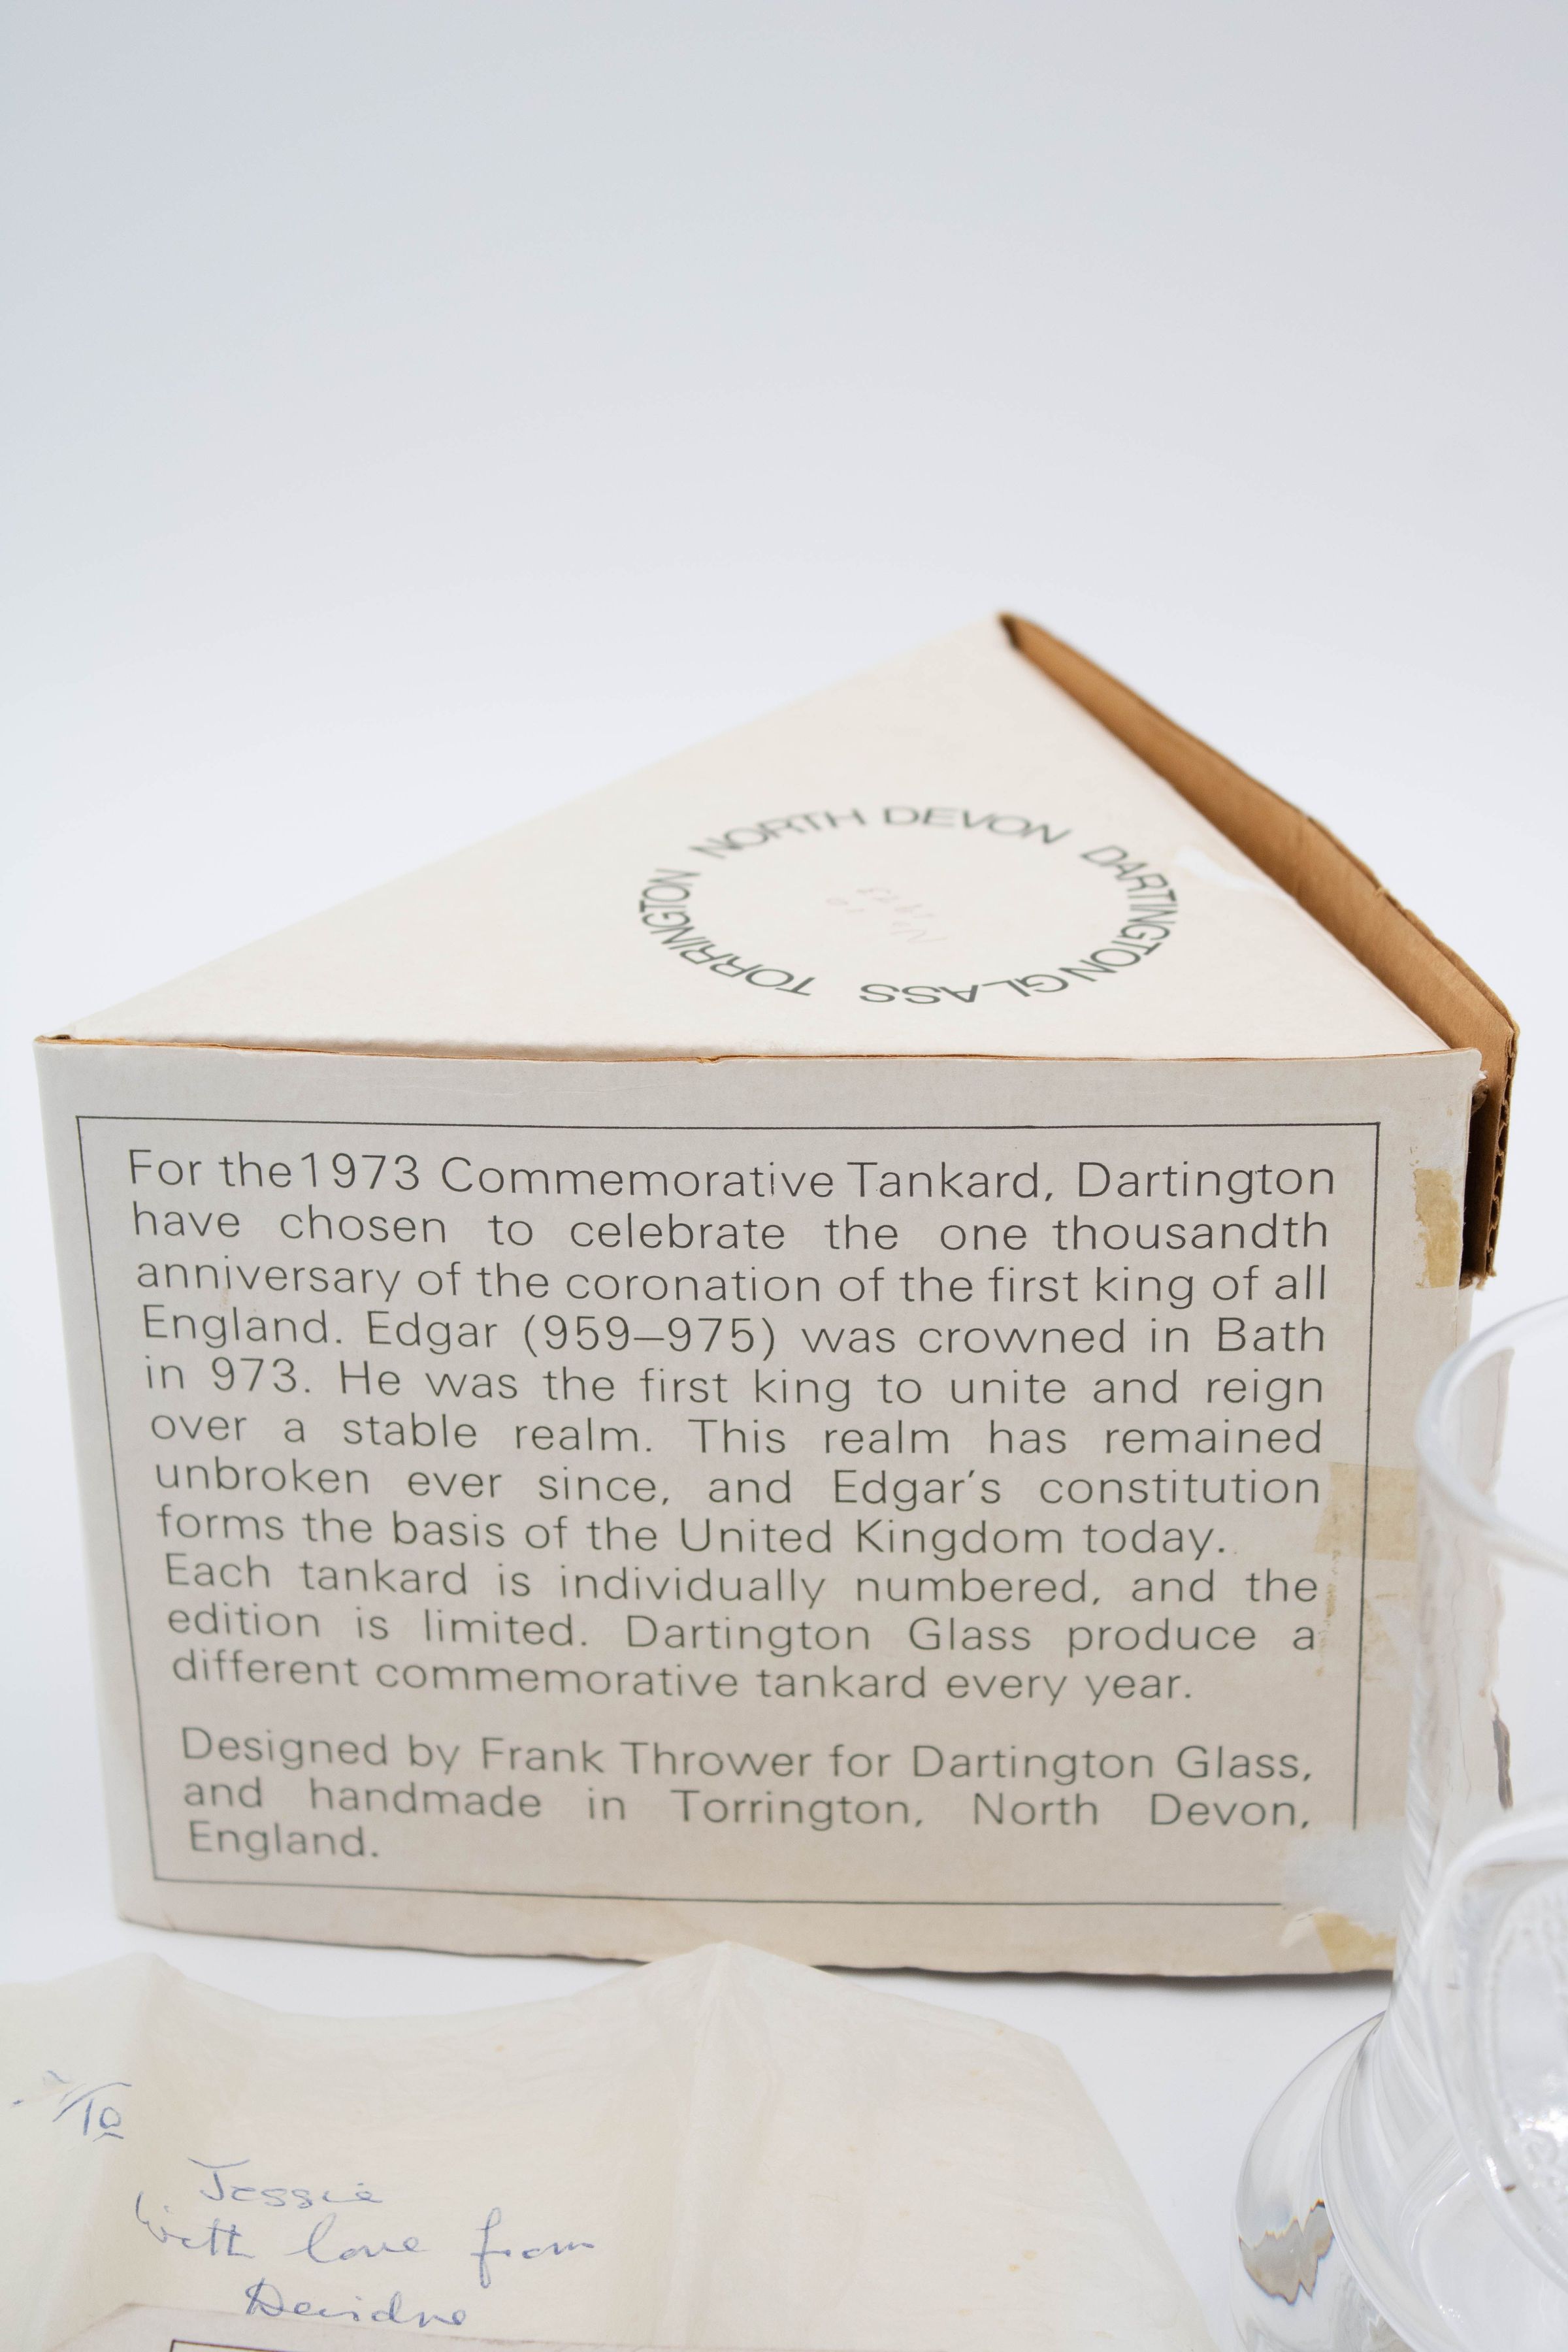 NORTH DEVON DARTINGTON GLASS TORRINGTON
For the 1973 Commemorative Tankard, Dartington
have chosen to celebrate the one thousandth
anniversary of the coronation of the first king of all
England. Edgar (959–975) was crowned in Bath
in 973. He was the first king to unite and reign
over a stable realm. This realm has remained
unbroken ever since, and Edgar's constitution
forms the basis of the United Kingdom today.
Each tankard is individually numbered, and the
edition is limited. Dartington Glass produce a
different commemorative tankard every year.
Designed by Frank Thrower for Dartington Glass,
and handmade in Torrington, North Devon,
England.
To
Jessie
With love from